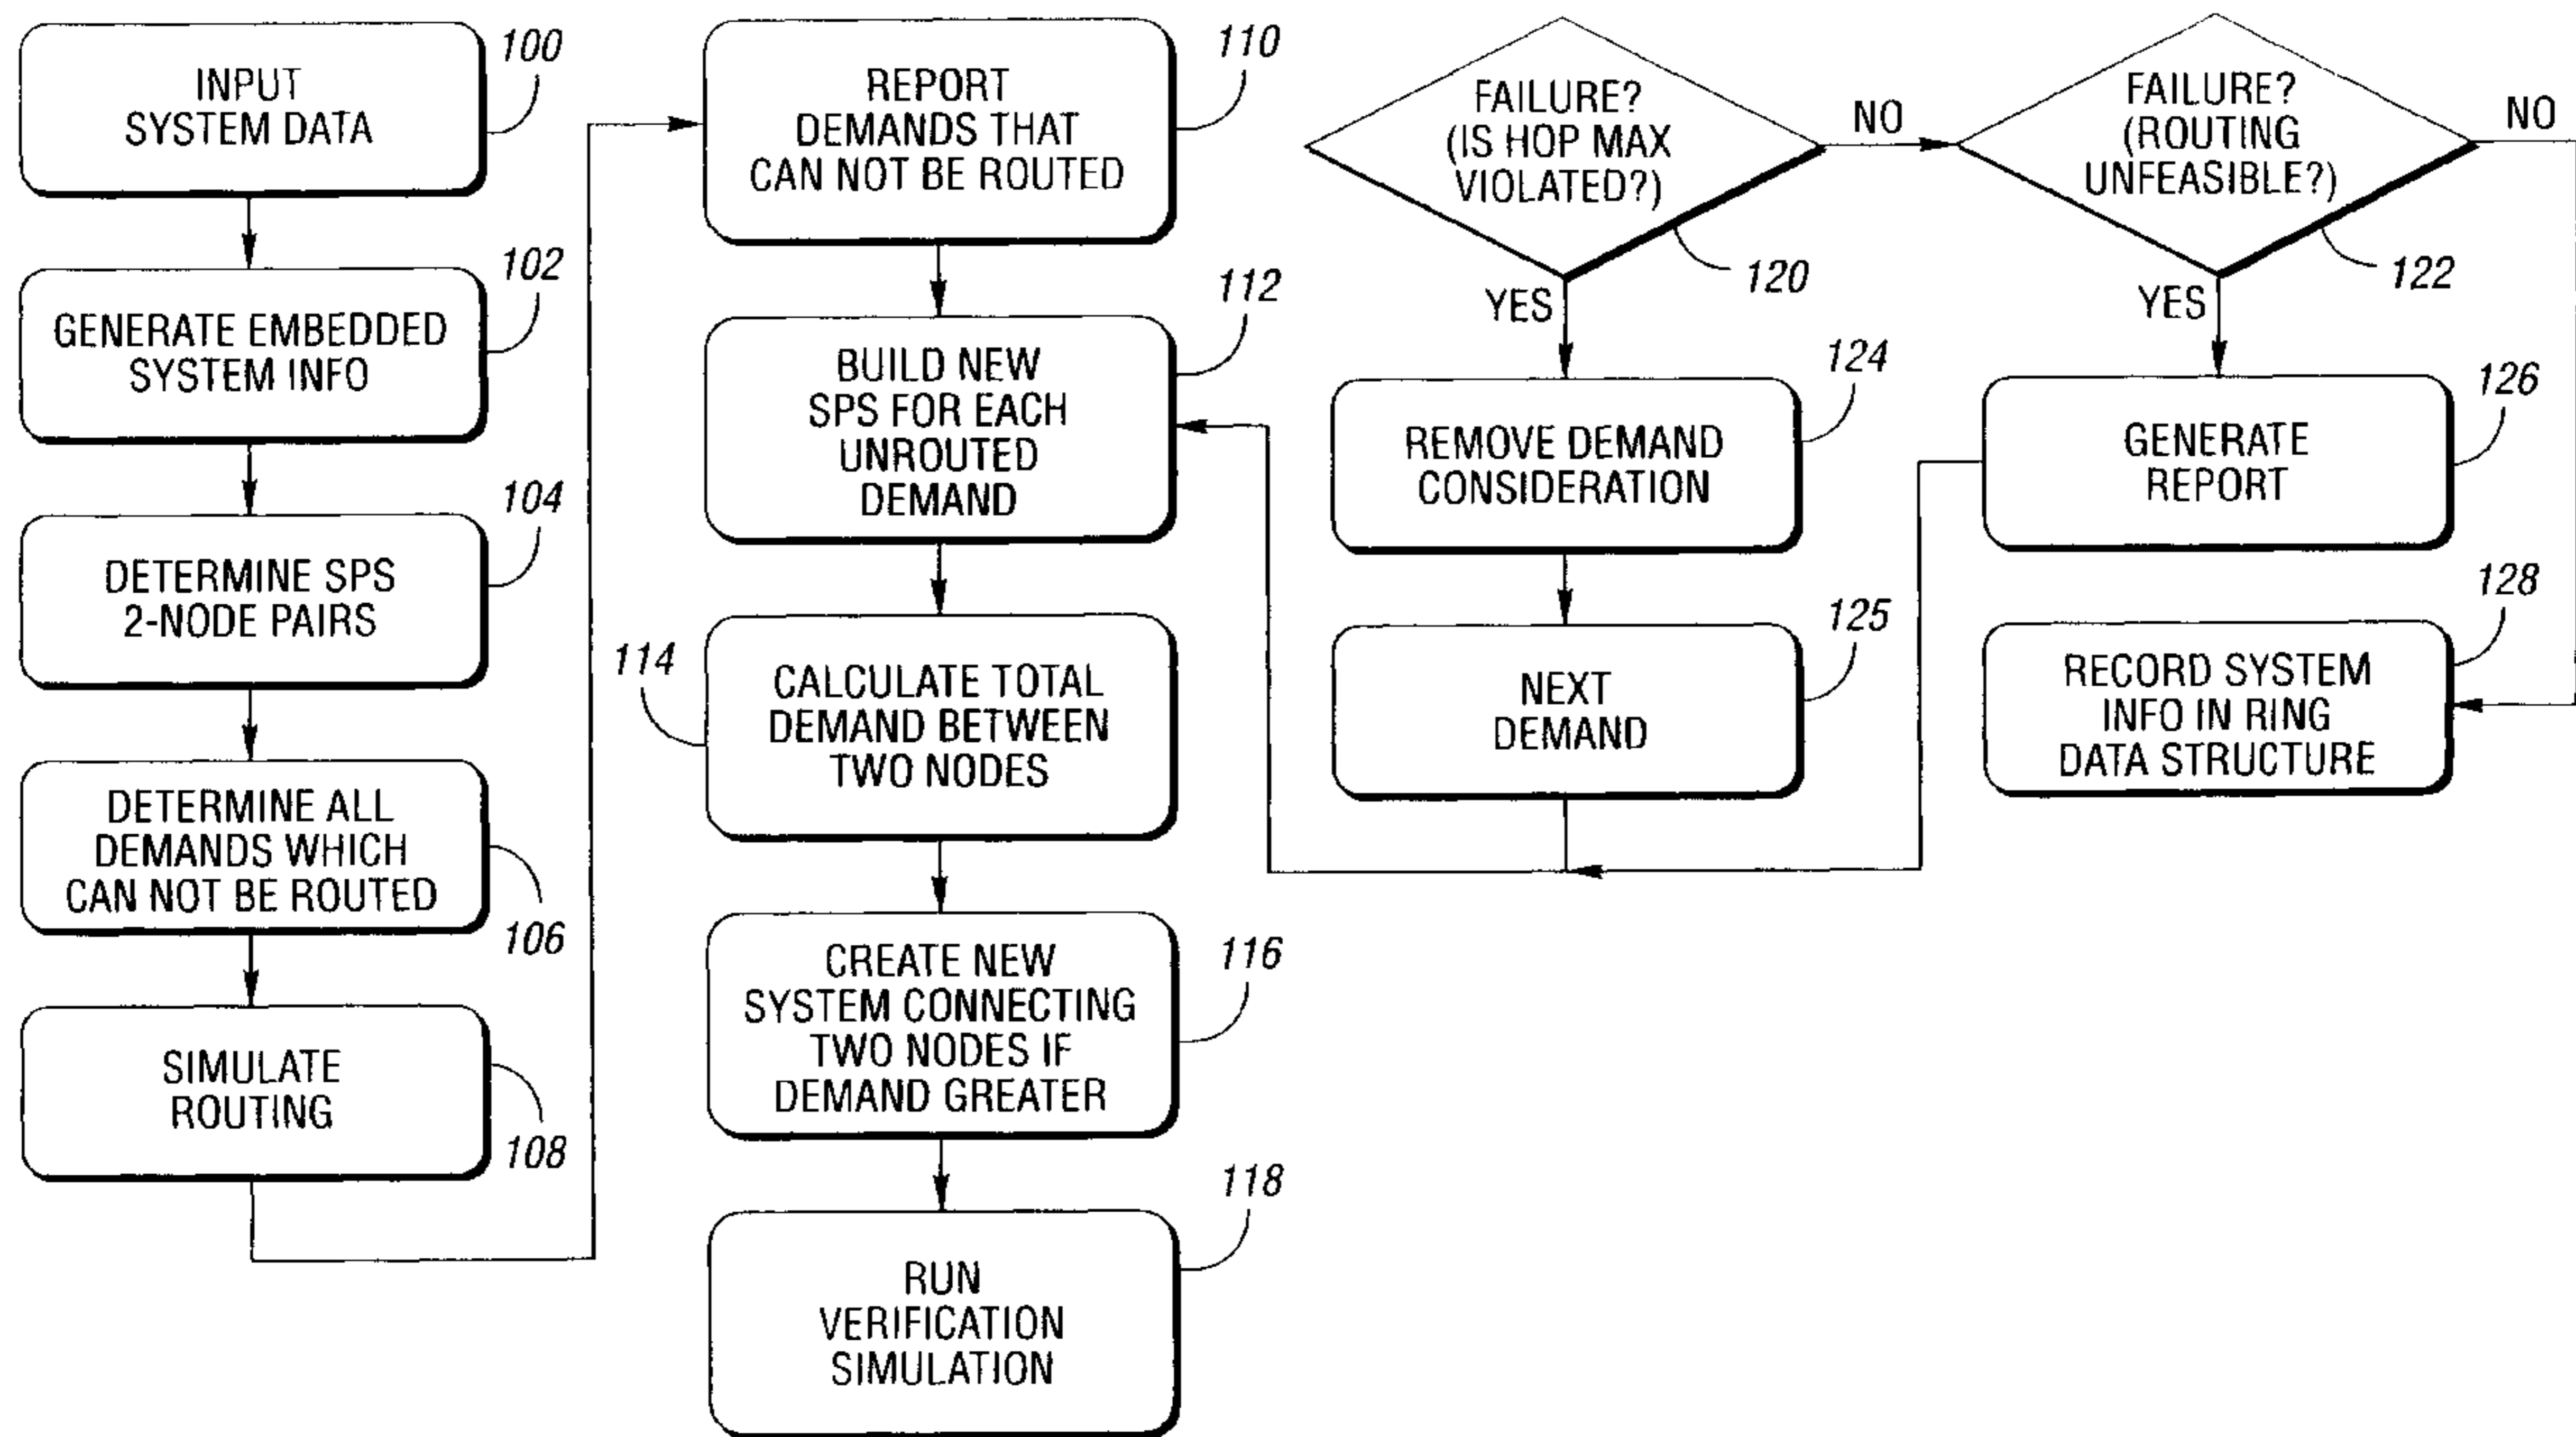 INPUT
SYSTEM DATA
100
GENERATE EMBEDDED
SYSTEM INFO
102
DETERMINE SPS
2-NODE PAIRS
104
DETERMINE ALL
DEMANDS WHICH
CAN NOT BE ROUTED
106
SIMULATE
ROUTING
108
REPORT
DEMANDS THAT
CAN NOT BE ROUTED
110
BUILD NEW
SPS FOR EACH
UNROUTED
DEMAND
112
CALCULATE TOTAL
DEMAND BETWEEN
TWO NODES
114
CREATE NEW
SYSTEM CONNECTING
TWO NODES IF
DEMAND GREATER
116
RUN
VERIFICATION
SIMULATION
118
FAILURE?
(IS HOP MAX
VIOLATED?)
120
NO
YES
REMOVE DEMAND
CONSIDERATION
124
NEXT
DEMAND
125
FAILURE?
(ROUTING
UNFEASIBLE?)
122
NO
YES
GENERATE
REPORT
126
RECORD SYSTEM
INFO IN RING
DATA STRUCTURE
128